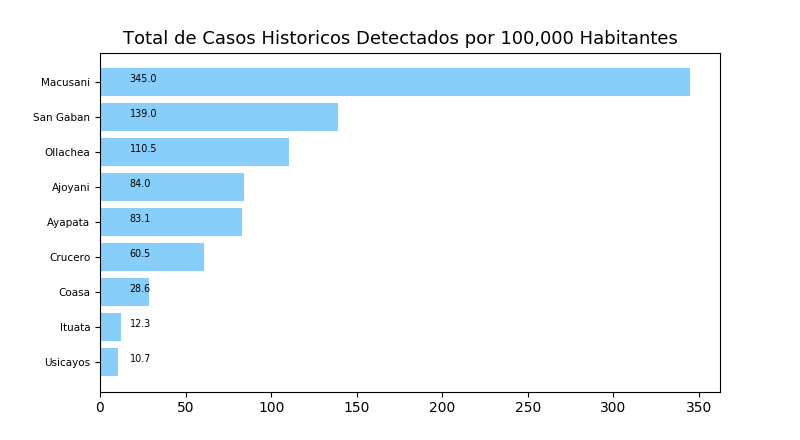 Total de Casos Historicos Detectados por 100,000 Habitantes
Macusani 345.0
San Gaban 139.0
Ollachea 110.5
Ajoyani 84.0
Ayapata 83.1
Crucero 60.5
Coasa 28.6
Ituata 12.3
Usicayos 10.7
0 50 100 150 200 250 300 350